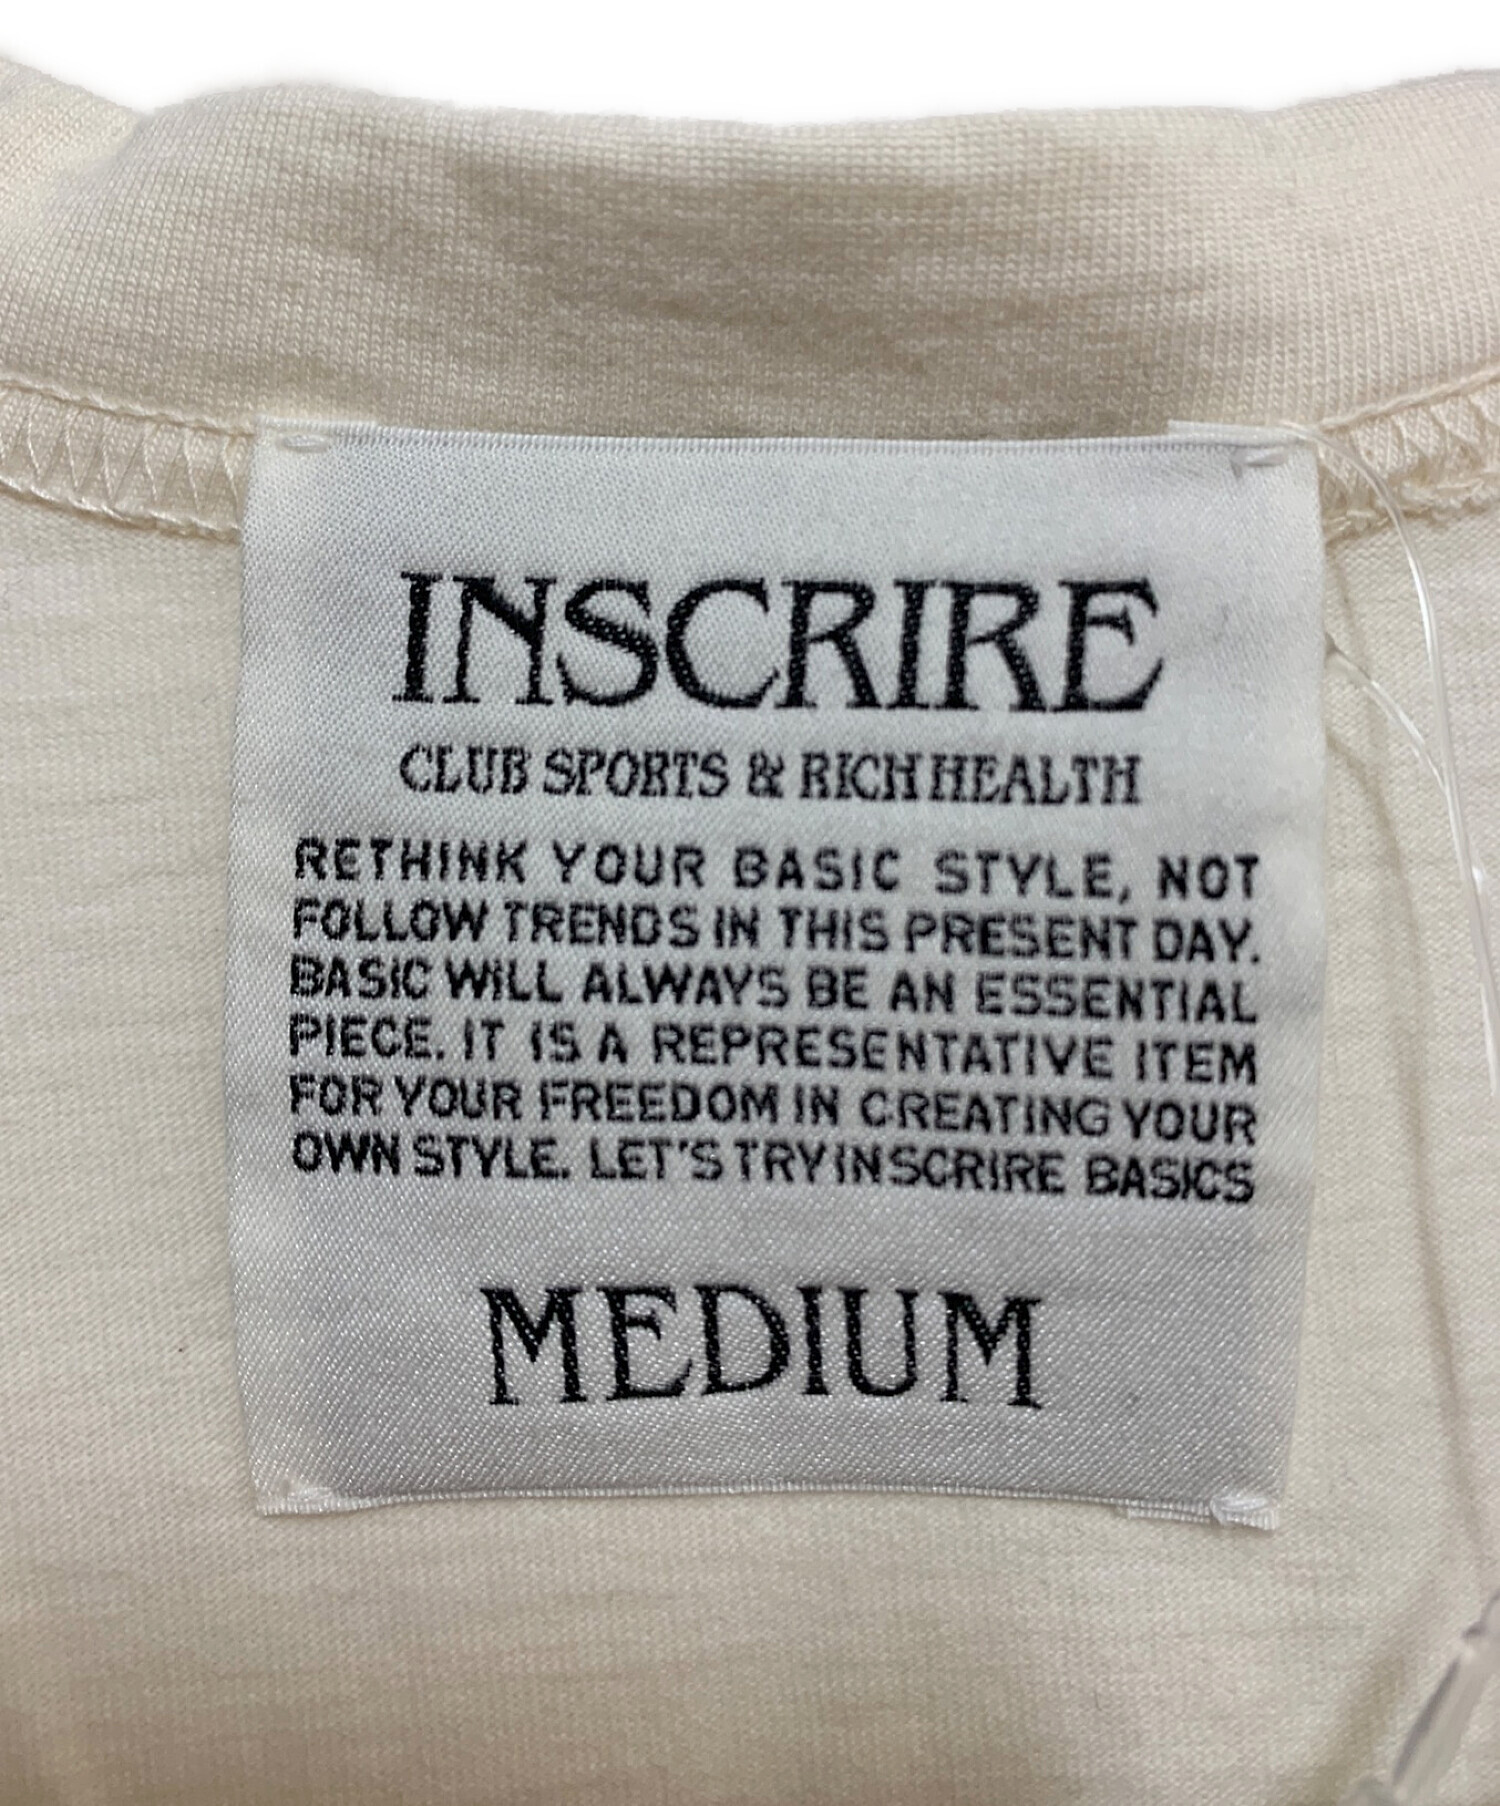 INSCRIRE
CLUB SPORTS & RICH HEALTH
RETHINK YOUR BASIC STYLE, NOT
FOLLOW TRENDS IN THIS PRESENT DAY.
BASIC WILL ALWAYS BE AN ESSENTIAL
PIECE. IT IS A REPRESENTATIVE ITEM
FOR YOUR FREEDOM IN CREATING YOUR
OWN STYLE. LET'S TRY INSCRIRE BASICS
MEDIUM